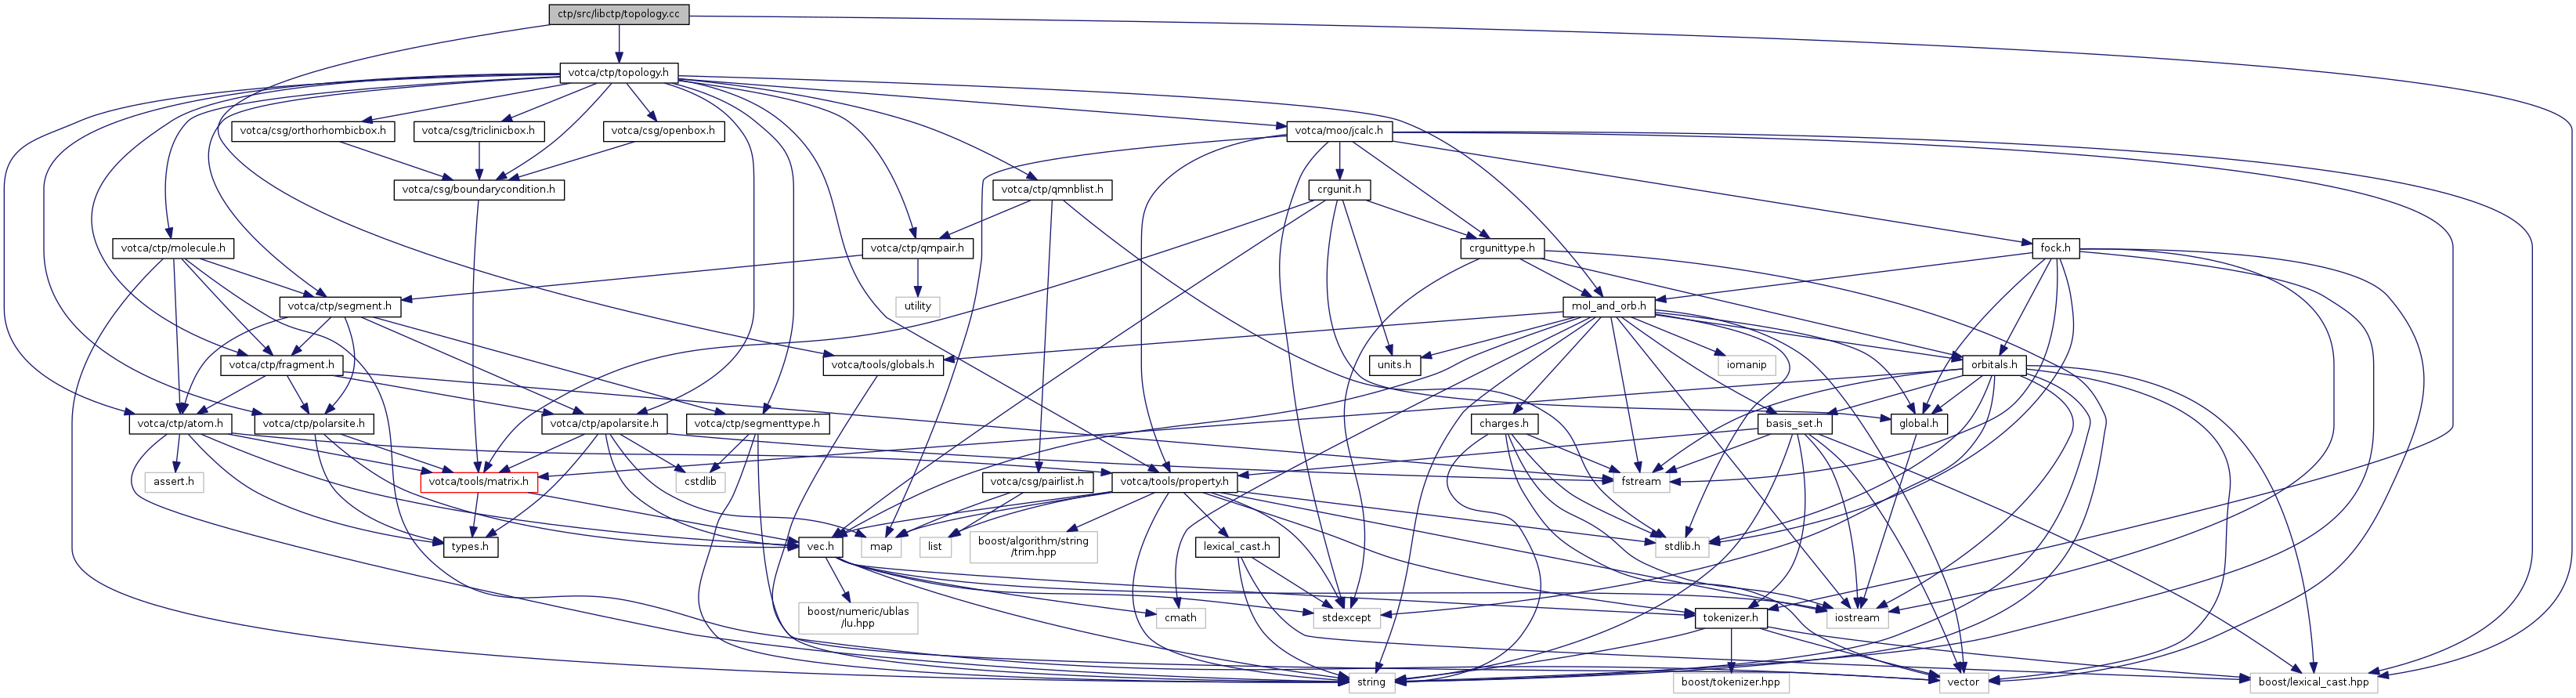 ctp/src/libctp/topology.cc
votca/ctp/topology.h
votca/csg/orthorhombicbox.h
votca/csg/triclinicbox.h
votca/csg/openbox.h
votca/moo/jcalc.h
votca/csg/boundarycondition.h
votca/ctp/qmnblist.h
crgunit.h
votca/ctp/molecule.h
votca/ctp/qmpair.h
crgunittype.h
fock.h
votca/ctp/segment.h
utility
mol_and_orb.h
votca/ctp/fragment.h
votca/tools/globals.h
units.h
iomanip
orbitals.h
votca/ctp/atom.h
votca/ctp/polarsite.h
votca/ctp/apolarsite.h
votca/ctp/segmenttype.h
charges.h
basis_set.h
global.h
assert.h
votca/tools/matrix.h
cstdlib
votca/csg/pairlist.h
votca/tools/property.h
fstream
types.h
vec.h
map
list
boost/algorithm/string
/trim.hpp
lexical_cast.h
stdlib.h
boost/numeric/ublas
/lu.hpp
cmath
stdexcept
tokenizer.h
iostream
string
boost/tokenizer.hpp
vector
boost/lexical_cast.hpp